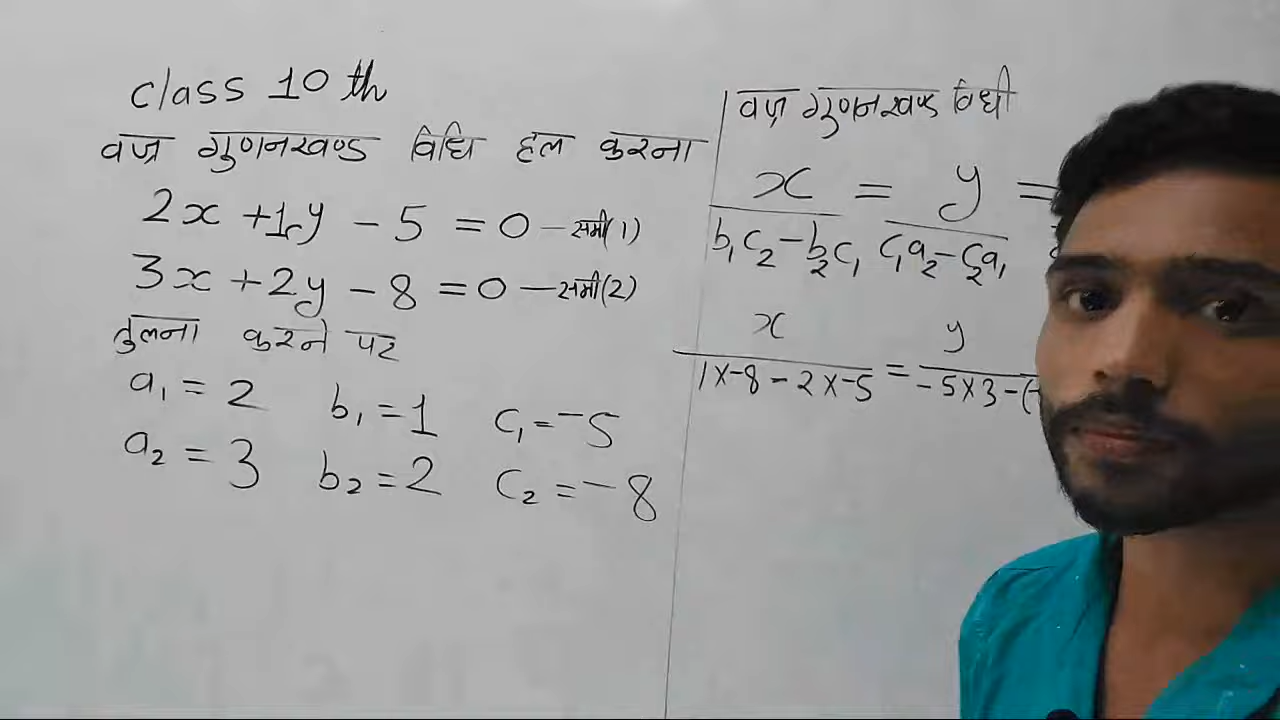 class 10 th
वज्र गुणनखण्ड विधि हल करना
2x + 1y - 5 = 0 - समी(1)
3x + 2y - 8 = 0 - समी(2)
तुलना करने पर
a₁ = 2 b₁ = 1 c₁ = -5
a₂ = 3 b₂ = 2 c₂ = -8
वज्र गुणनखण्ड विधी
x = y =
b₁c₂ - b₂c₁ c₁a₂ - c₂a₁
x y
1x-8 - 2x-5 = -5x3 - (-